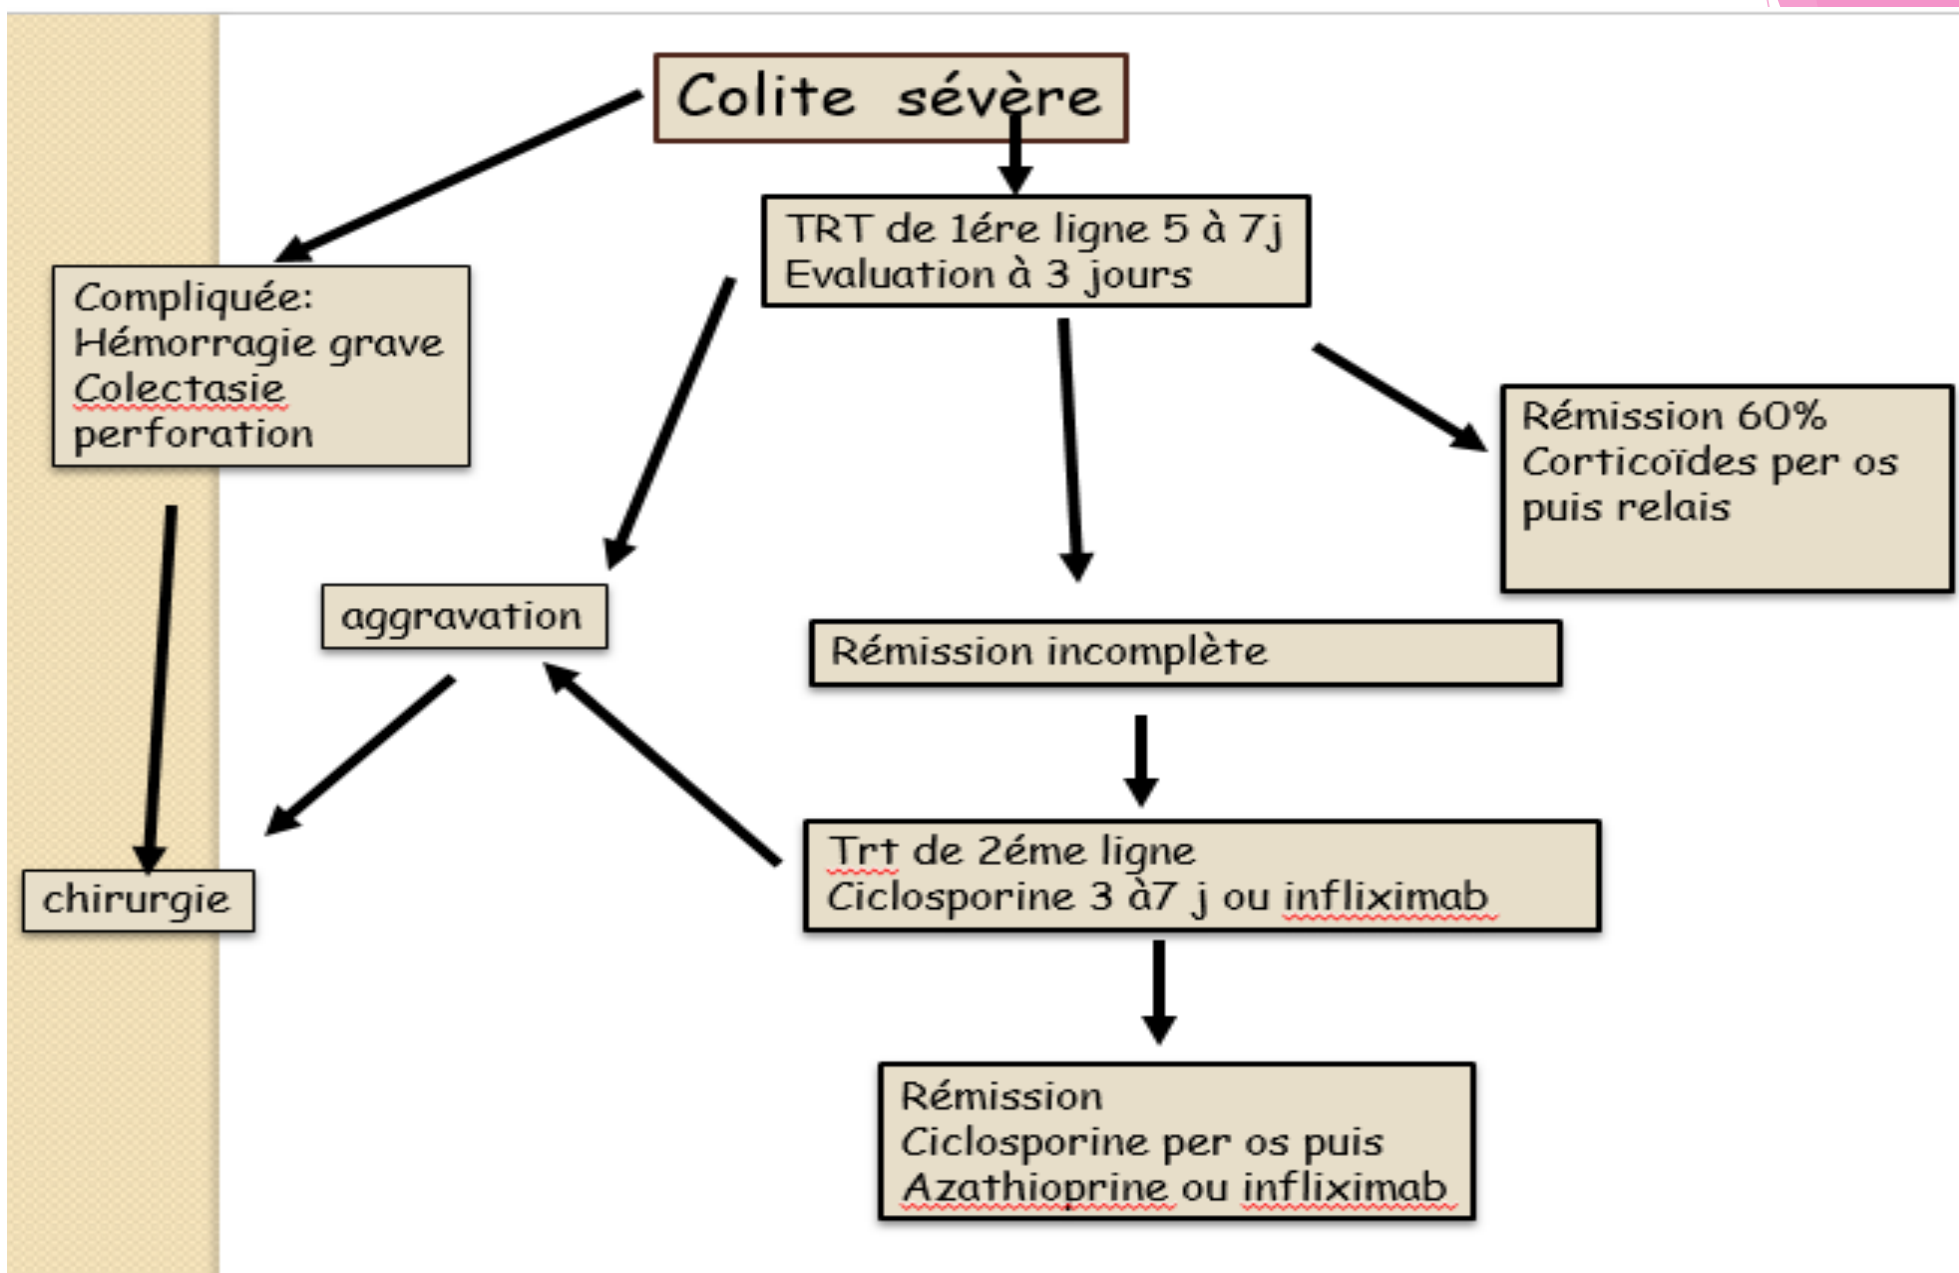 Colite sévère
TRT de 1ére ligne 5 à 7j
Evaluation à 3 jours
Compliquée:
Hémorragie grave
Colectasie
perforation
Rémission 60%
Corticoïdes per os
puis relais
aggravation
Rémission incomplète
Trt de 2éme ligne
Ciclosporine 3 à7 j ou infliximab
chirurgie
Rémission
Ciclosporine per os puis
Azathioprine ou infliximab